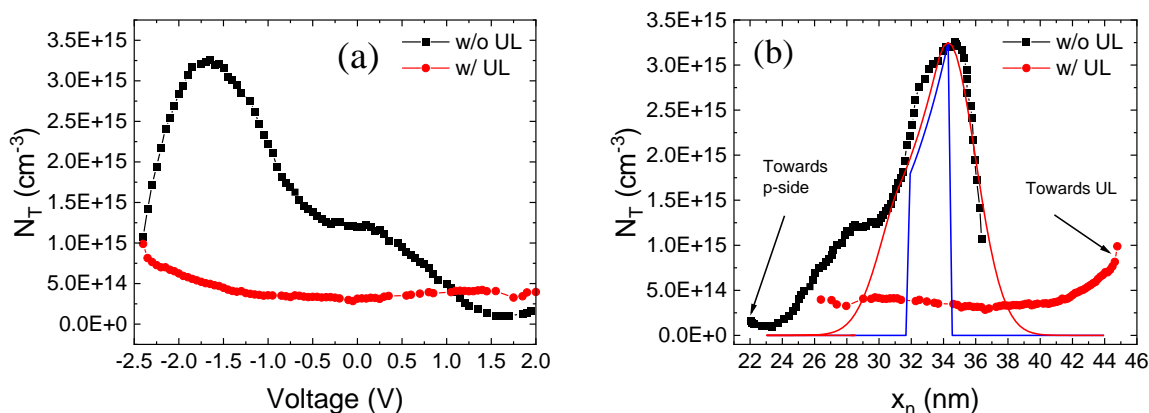 (a)
w/o UL
w/ UL
3.5E+15
3.0E+15
2.5E+15
2.0E+15
1.5E+15
1.0E+15
5.0E+14
0.0E+0
N_T (cm^-3)
-2.5 -2.0 -1.5 -1.0 -0.5 0.0 0.5 1.0 1.5 2.0
Voltage (V)
(b)
w/o UL
w/ UL
3.5E+15
3.0E+15
2.5E+15
2.0E+15
1.5E+15
1.0E+15
5.0E+14
0.0E+0
N_T (cm^-3)
Towards
p-side
Towards UL
22 24 26 28 30 32 34 36 38 40 42 44 46
x_n (nm)